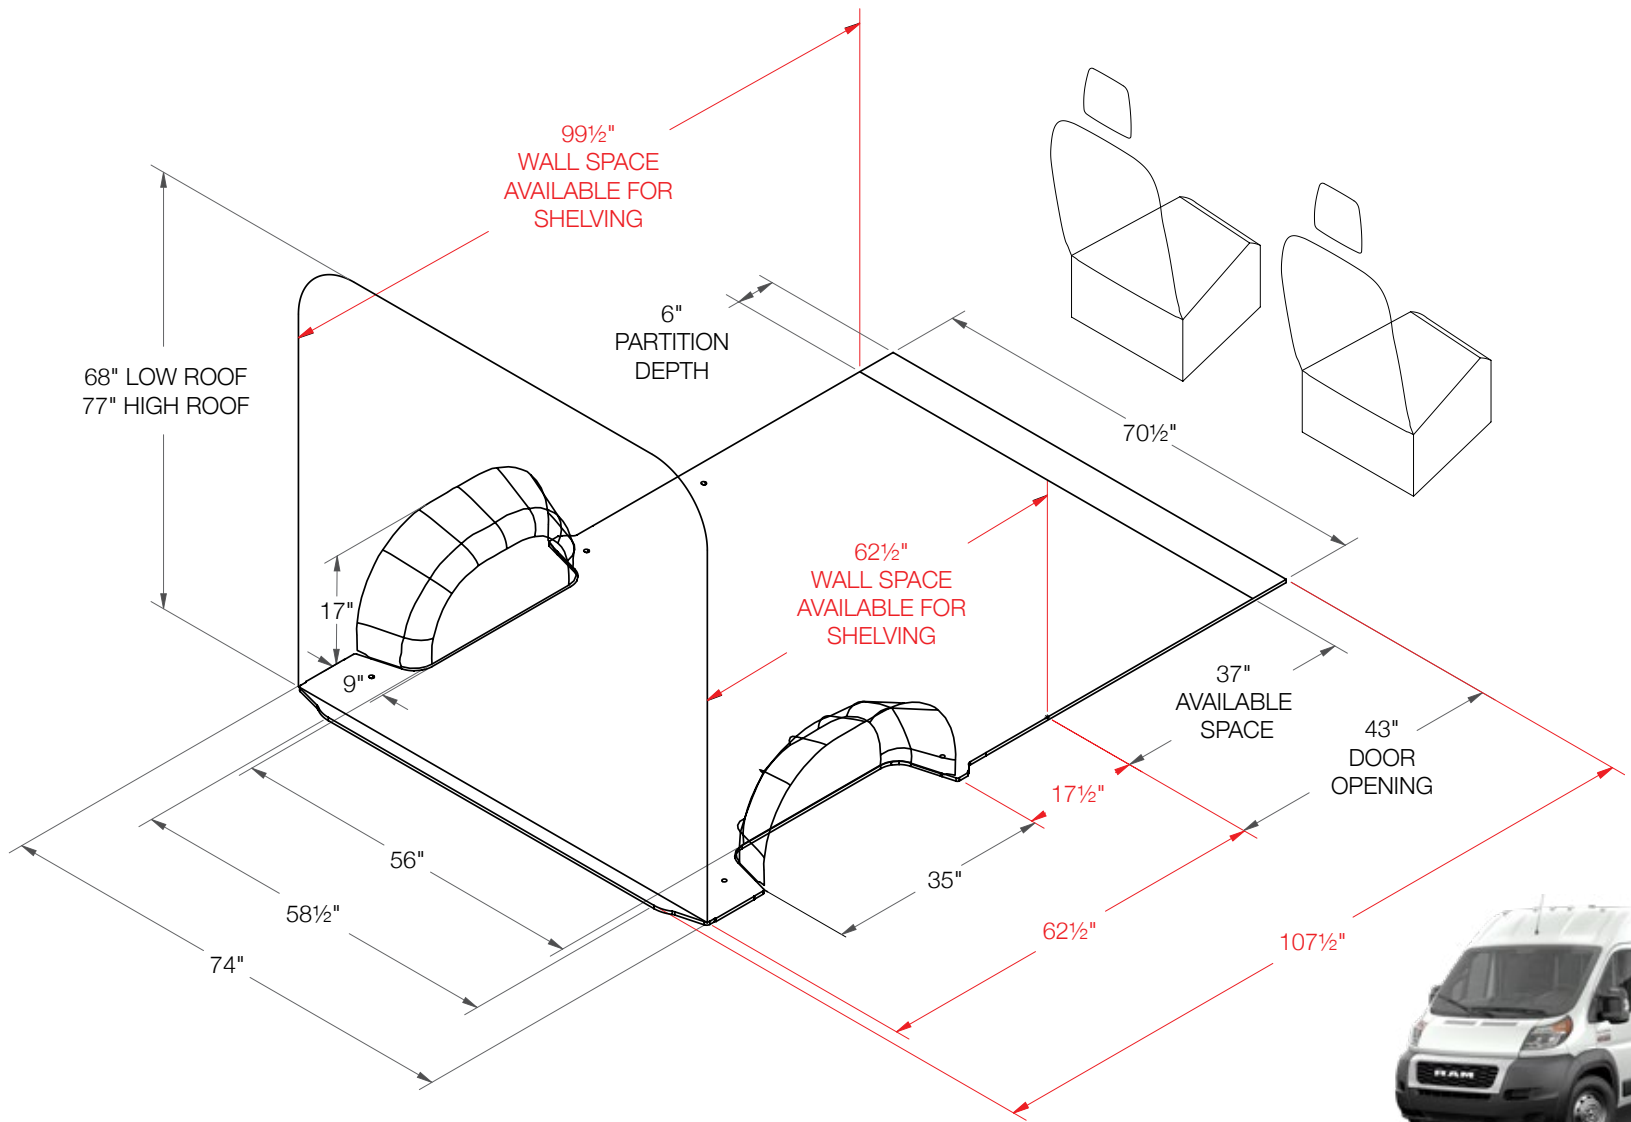 99½"
WALL SPACE
AVAILABLE FOR
SHELVING
6"
PARTITION
DEPTH
68" LOW ROOF
77" HIGH ROOF
70½"
62½"
WALL SPACE
AVAILABLE FOR
SHELVING
17"
9"
37"
AVAILABLE
SPACE
43"
DOOR
OPENING
17½"
56"
35"
58½"
62½"
107½"
74"
RAM